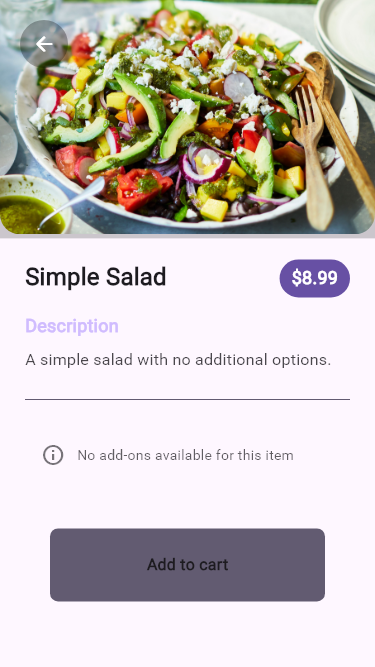 Simple Salad
$8.99
Description
A simple salad with no additional options.
No add-ons available for this item
Add to cart